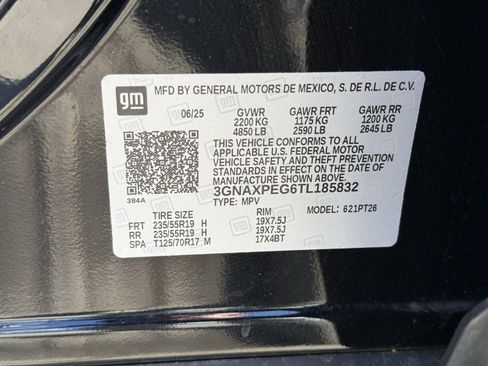 gm
MFD BY GENERAL MOTORS DE MEXICO, S. DE R.L. DE C.V.
06/25 GVWR GAWR FRT GAWR RR
2200 KG 1175 KG 1200 KG
4850 LB 2590 LB 2645 LB
THIS VEHICLE CONFORMS TO ALL
APPLICABLE U.S. FEDERAL MOTOR
VEHICLE SAFETY AND THEFT PREVENTION
STANDARDS IN EFFECT ON THE DATE OF
MANUFACTURE SHOWN ABOVE.
384A 3GNAXPEG6TL185832
TYPE: MPV MODEL: 621PT26
TIRE SIZE RIM
FRT 235/55R19 H 19X7.5J
RR 235/55R19 H 19X7.5J
SPA T125/70R17 M 17X4BT